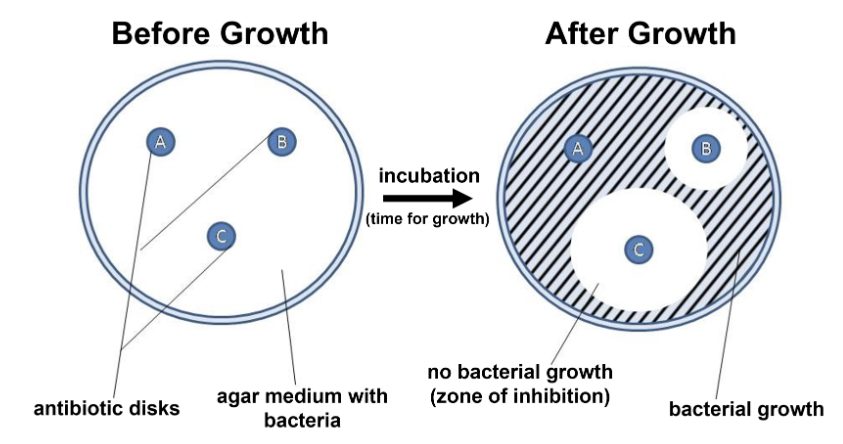 Before Growth
After Growth
A
B
C
incubation
(time for growth)
A
B
C
antibiotic disks
agar medium with
bacteria
no bacterial growth
(zone of inhibition)
bacterial growth